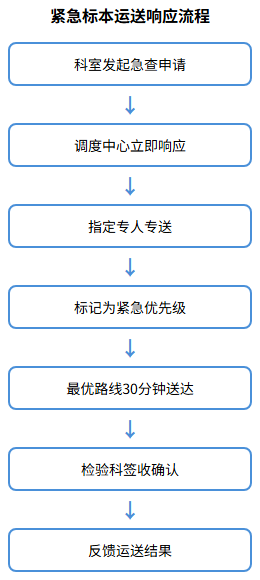 紧急标本运送响应流程
科室发起急查申请
↓
调度中心立即响应
↓
指定专人专送
↓
标记为紧急优先级
↓
最优路线30分钟送达
↓
检验科签收确认
↓
反馈运送结果